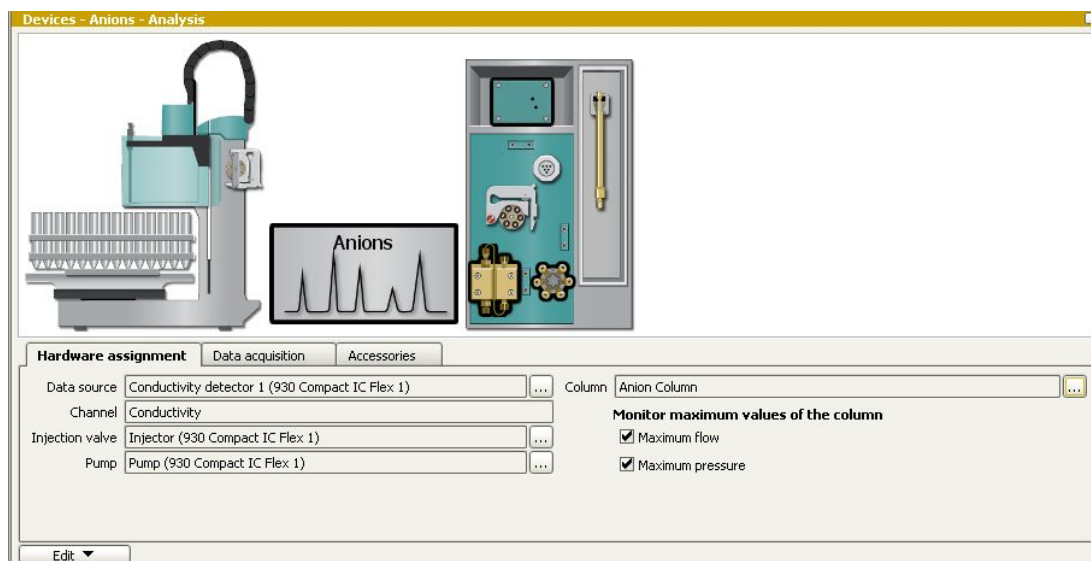 Devices - Anions - Analysis
Anions
Hardware assignment Data acquisition Accessories
Data source Conductivity detector 1 (930 Compact IC Flex 1) ... Column Anion Column ...
Channel Conductivity Monitor maximum values of the column
Injection valve Injector (930 Compact IC Flex 1) ... Maximum flow
Pump Pump (930 Compact IC Flex 1) ... Maximum pressure
Edit